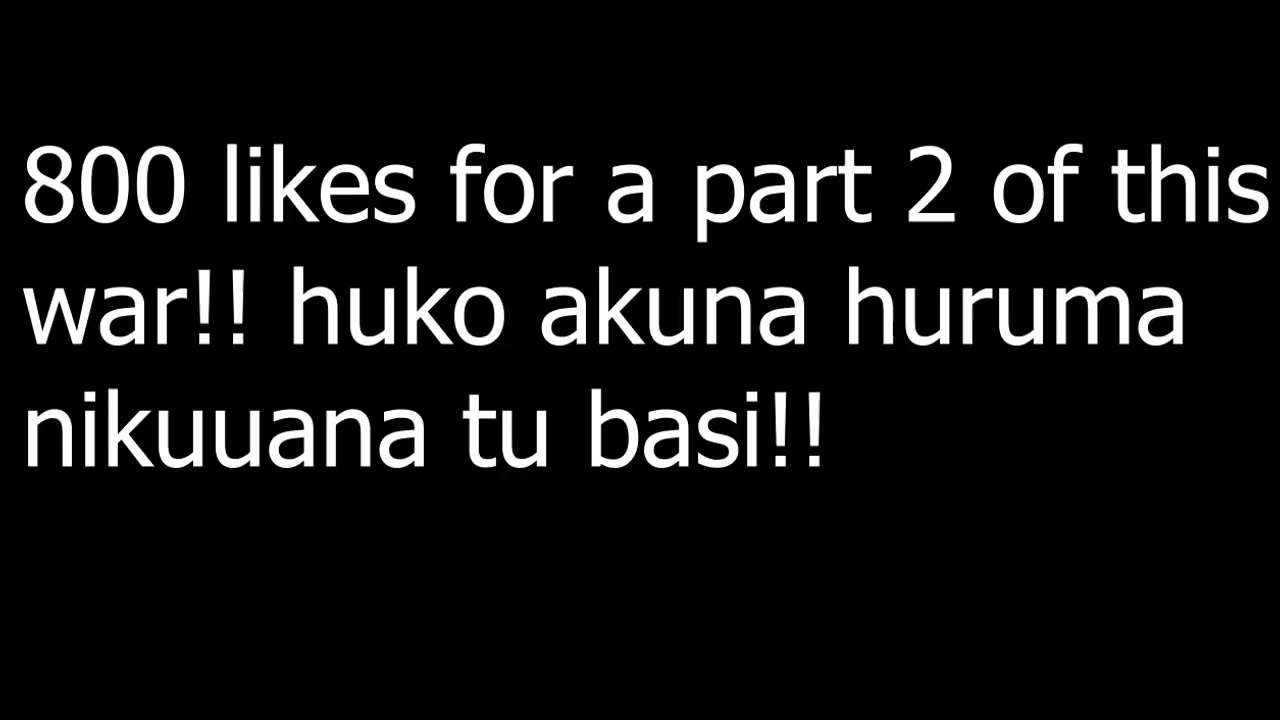 800 likes for a part 2 of this
war!! huko akuna huruma
nikuuana tu basi!!